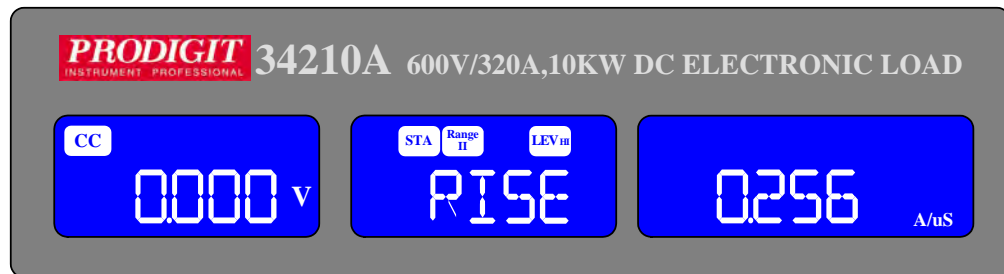 PRODIGIT
INSTRUMENT PROFESSIONAL
34210A 600V/320A,10KW DC ELECTRONIC LOAD
CC
0.000 V
STA Range II LEV HI
RISE
0.256 A/uS